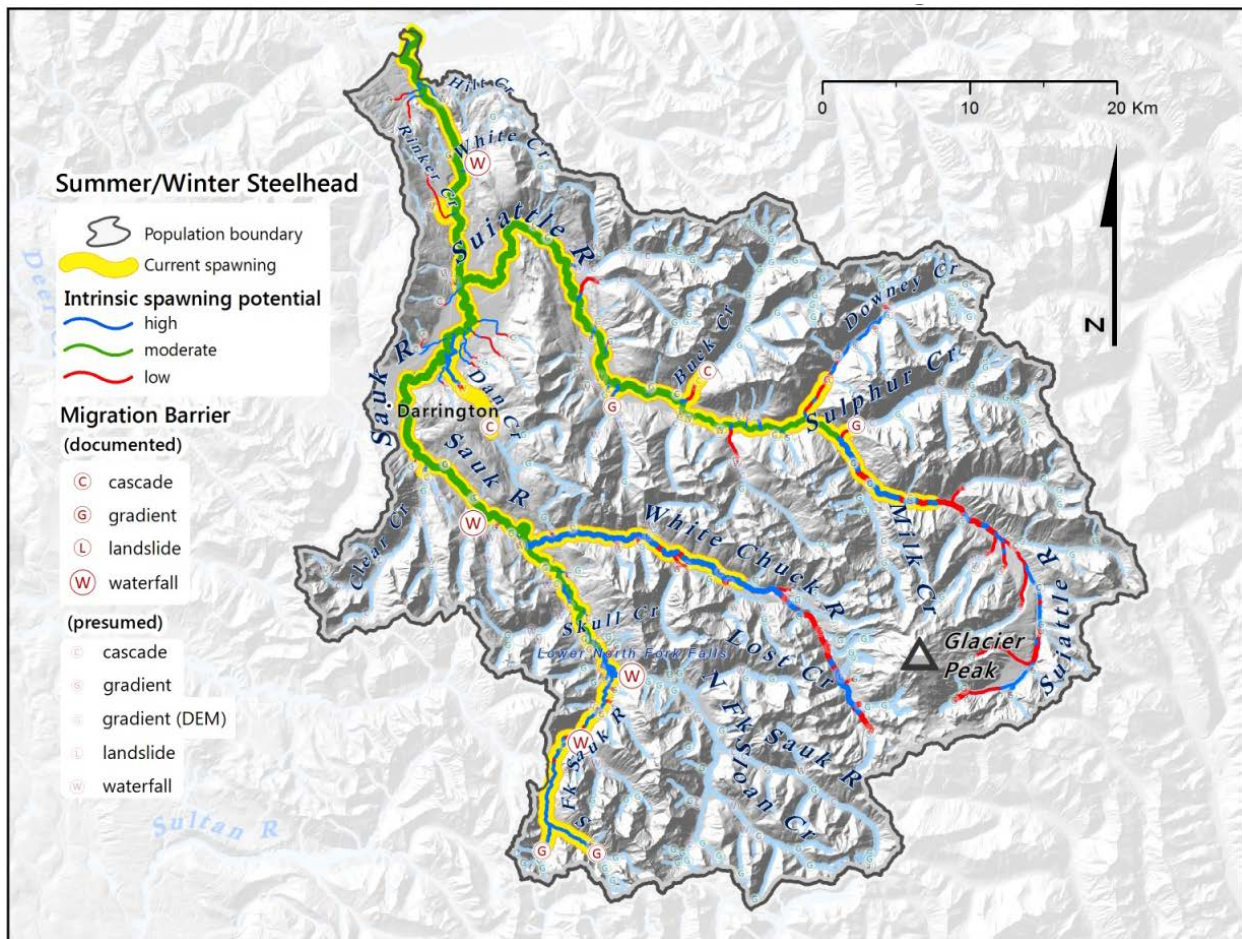 0 10 20 Km
N
Summer/Winter Steelhead
Population boundary
Current spawning
Intrinsic spawning potential
high
moderate
low
Migration Barrier
(documented)
C cascade
G gradient
L landslide
W waterfall
(presumed)
C cascade
G gradient
gradient (DEM)
L landslide
W waterfall
Hilt Cr
White Cr
W
Rinker Cr
Suiattle R
Downey Cr
Buck Cr
C
G
Sulphur Cr
G
Sauk R
Dan Cr
Darrington
C
Sauk R
W
Clear Cr
White Chuck R
Milk Cr
Suiattle R
Glacier
Peak
Skull Cr
Lower North Fork Falls
Lost Cr
W
N Fk Sauk R
W
S Fk Sauk R
Sloan Cr
G
G
Sultan R
Deer